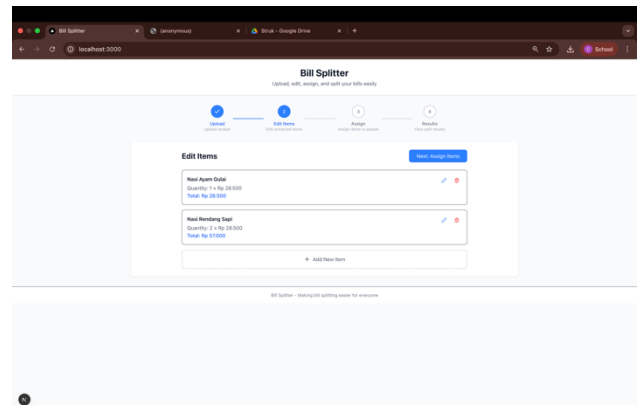 Bill Splitter
(anonymous)
Struk - Google Drive
localhost:3000
School
Bill Splitter
Upload, edit, assign, and split your bills easily
2
3
4
Upload
Edit Items
Assign
Results
Upload receipt
Edit extracted items
Assign items to people
View split results
Edit Items
Next: Assign Items
Nasi Ayam Gulai
Quantity: 1 × Rp 28.500
Total: Rp 28.500
Nasi Rendang Sapi
Quantity: 2 × Rp 28.500
Total: Rp 57.000
+ Add New Item
Bill Splitter - Making bill splitting easier for everyone
N